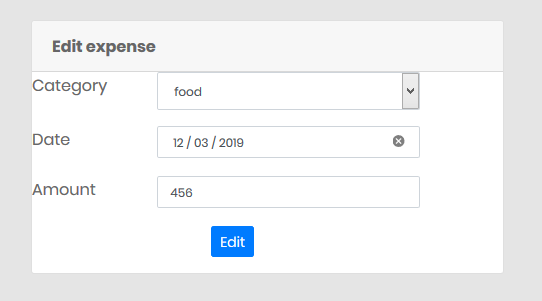 Edit expense
Category food
Date 12 / 03 / 2019
Amount 456
Edit